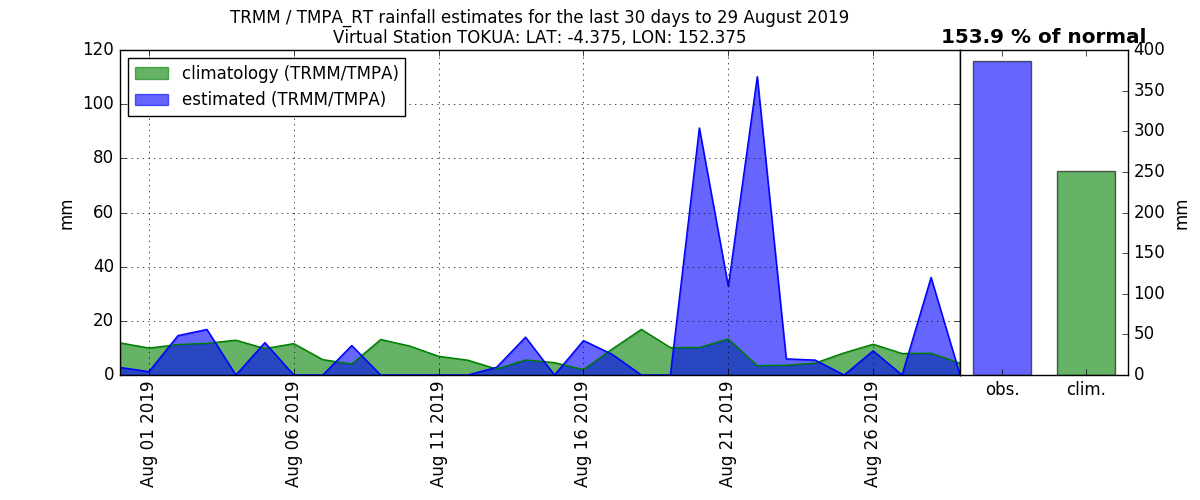 TRMM / TMPA_RT rainfall estimates for the last 30 days to 29 August 2019
Virtual Station TOKUA: LAT: -4.375, LON: 152.375
153.9 % of normal
climatology (TRMM/TMPA)
estimated (TRMM/TMPA)
120
100
80
60
40
20
0
mm
Aug 01 2019
Aug 06 2019
Aug 11 2019
Aug 16 2019
Aug 21 2019
Aug 26 2019
400
350
300
250
200
150
100
50
0
mm
obs.
clim.